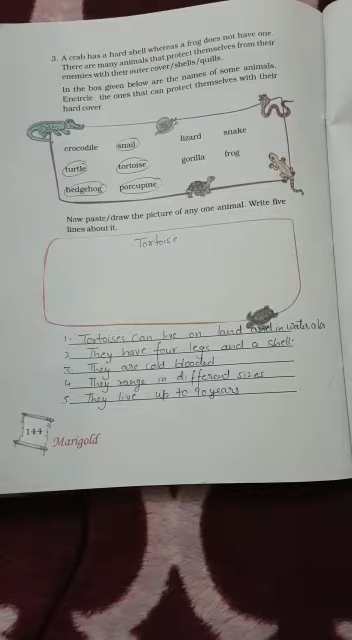 3. A crab has a hard shell whereas a frog does not have one.
There are many animals that protect themselves from their
enemies with their outer cover/shells/quills.
In the box given below are the names of some animals.
Encircle the ones that can protect themselves with their
hard cover.
crocodile snail lizard snake
turtle tortoise gorilla frog
hedgehog porcupine
Now paste/draw the picture of any one animal. Write five
lines about it.
Tortoise
1. Tortoises can live on land and in water also
2. They have four legs and a shell.
3. They are cold blooded
4. They range in different sizes
5. They live up to 90 years
144
Marigold